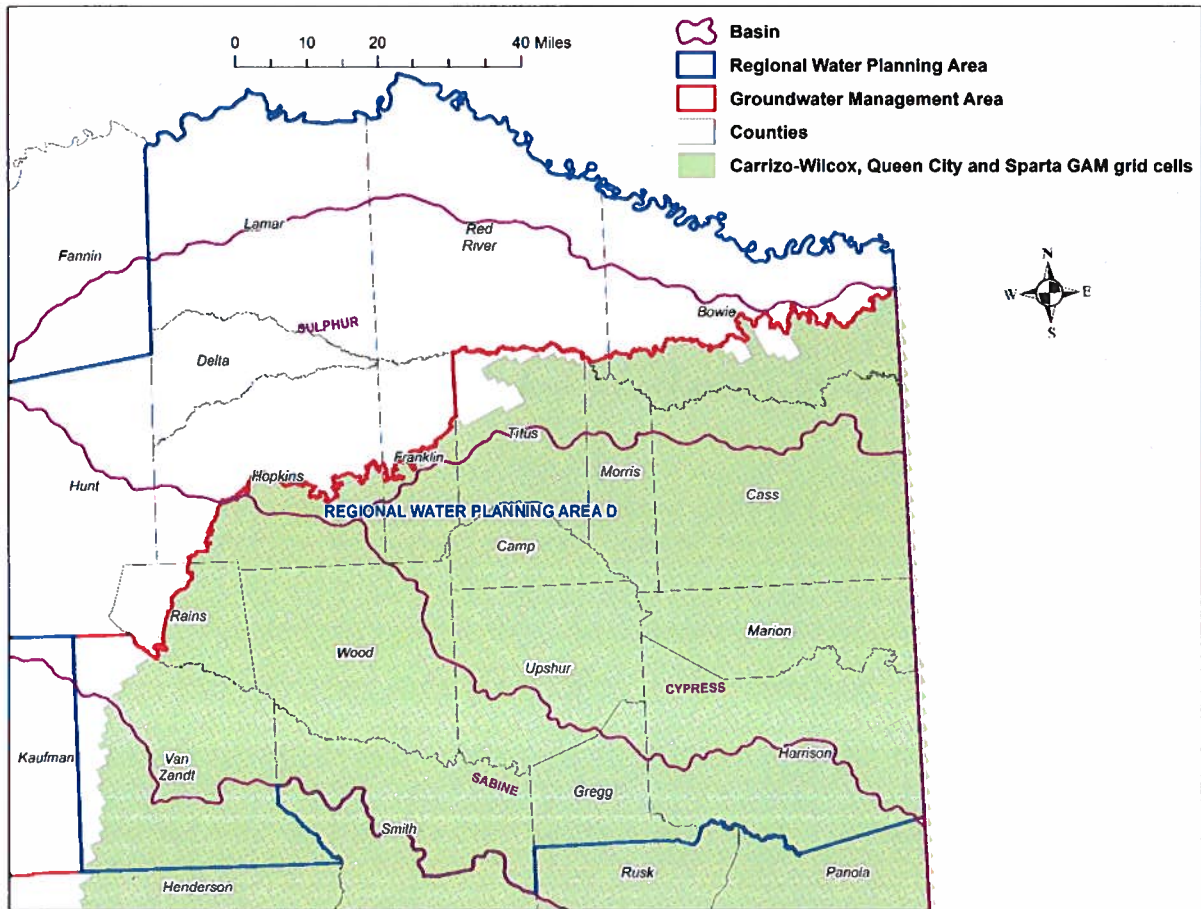 0 20 40 Miles
Basin
Regional Water Planning Area
Groundwater Management Area
Counties
Carrizo-Wilcox, Queen City and Sparta GAM grid cells
N
W E
S
Lamar
Red
River
Fannin
Bowie
SULPHUR
Delta
Titus
Franklin
Hopkins
Morris
Hunt
Cass
REGIONAL WATER PLANNING AREA D
Camp
Rains
Marion
Wood
Upshur
CYPRESS
Kaufman
Van
Zandt
Harrison
SABINE
Gregg
Smith
Rusk
Panola
Henderson